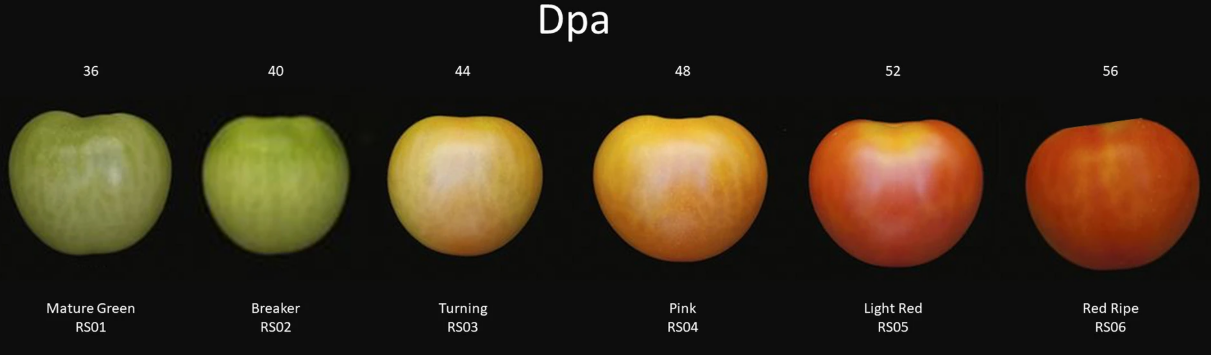 Dpa
36 40 44 48 52 56
Mature Green Breaker Turning Pink Light Red Red Ripe
RS01 RS02 RS03 RS04 RS05 RS06